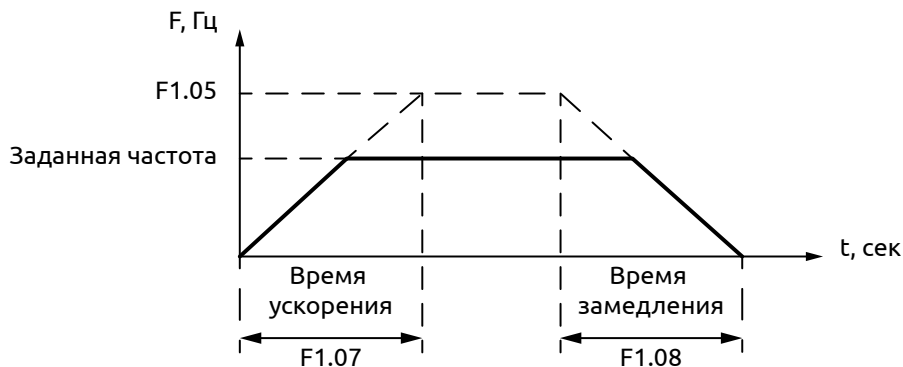 F, Гц
F1.05
Заданная частота
t, сек
Время
ускорения
Время
замедления
F1.07
F1.08